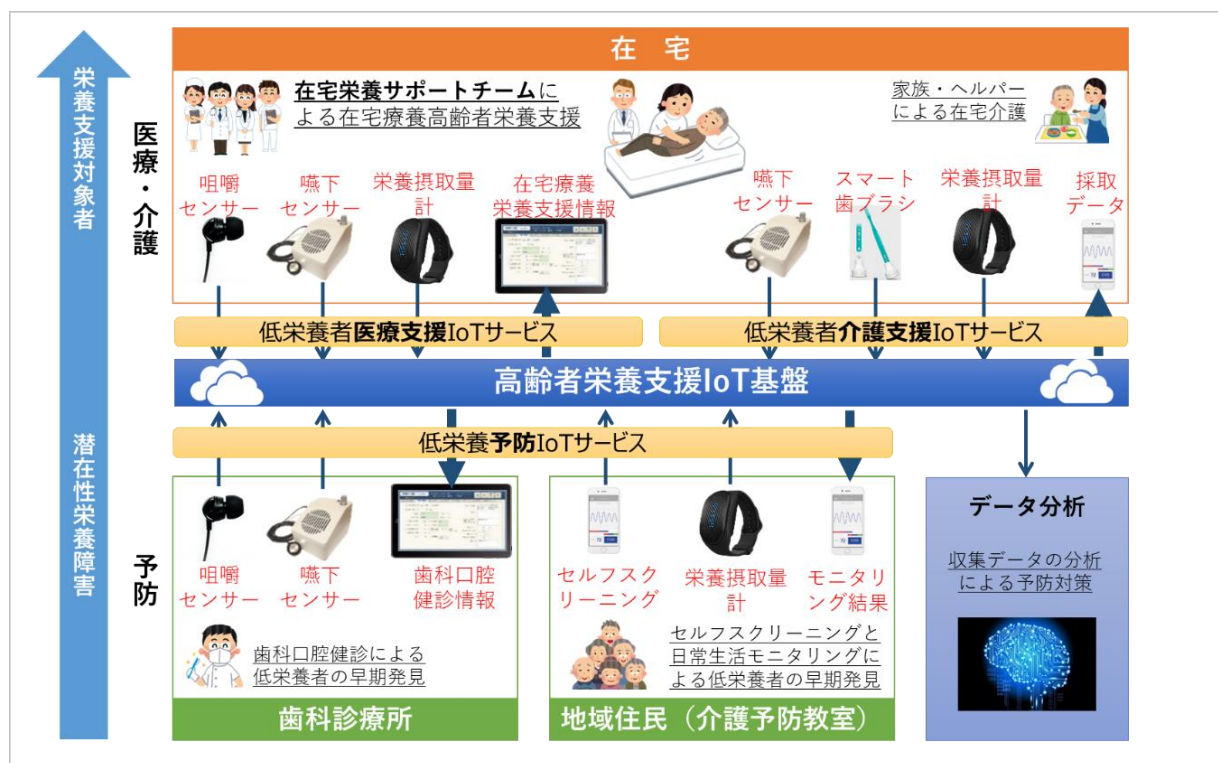 在　宅
栄養支援対象者
医療・介護
在宅栄養サポートチームに
よる在宅療養高齢者栄養支援
家族・ヘルパー
による在宅介護
咀嚼
センサー
嚥下
センサー
栄養摂取量
計
在宅療養
栄養支援情報
嚥下
センサー
スマート
歯ブラシ
栄養摂取量
計
採取
データ
低栄養者医療支援IoTサービス
低栄養者介護支援IoTサービス
高齢者栄養支援IoT基盤
低栄養予防IoTサービス
潜在性栄養障害
予防
咀嚼
センサー
嚥下
センサー
歯科口腔
健診情報
歯科口腔健診による
低栄養者の早期発見
歯科診療所
セルフスク
リーニング
栄養摂取量
計
モニタリ
ング結果
セルフスクリーニングと
日常生活モニタリングに
よる低栄養者の早期発見
地域住民（介護予防教室）
データ分析
収集データの分析
による予防対策